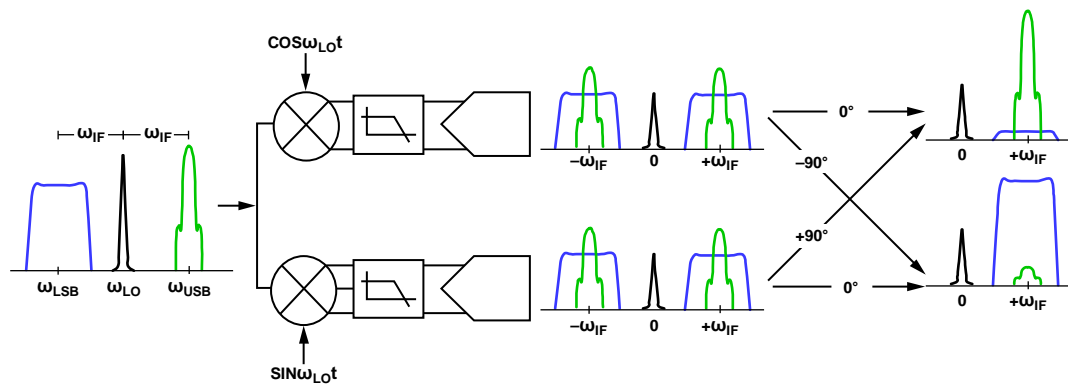 COSωLOt
ωIF ωIF
ωLSB ωLO ωUSB
SINωLOt
–ωIF 0 +ωIF
–ωIF 0 +ωIF
0°
–90°
+90°
0°
0 +ωIF
0 +ωIF